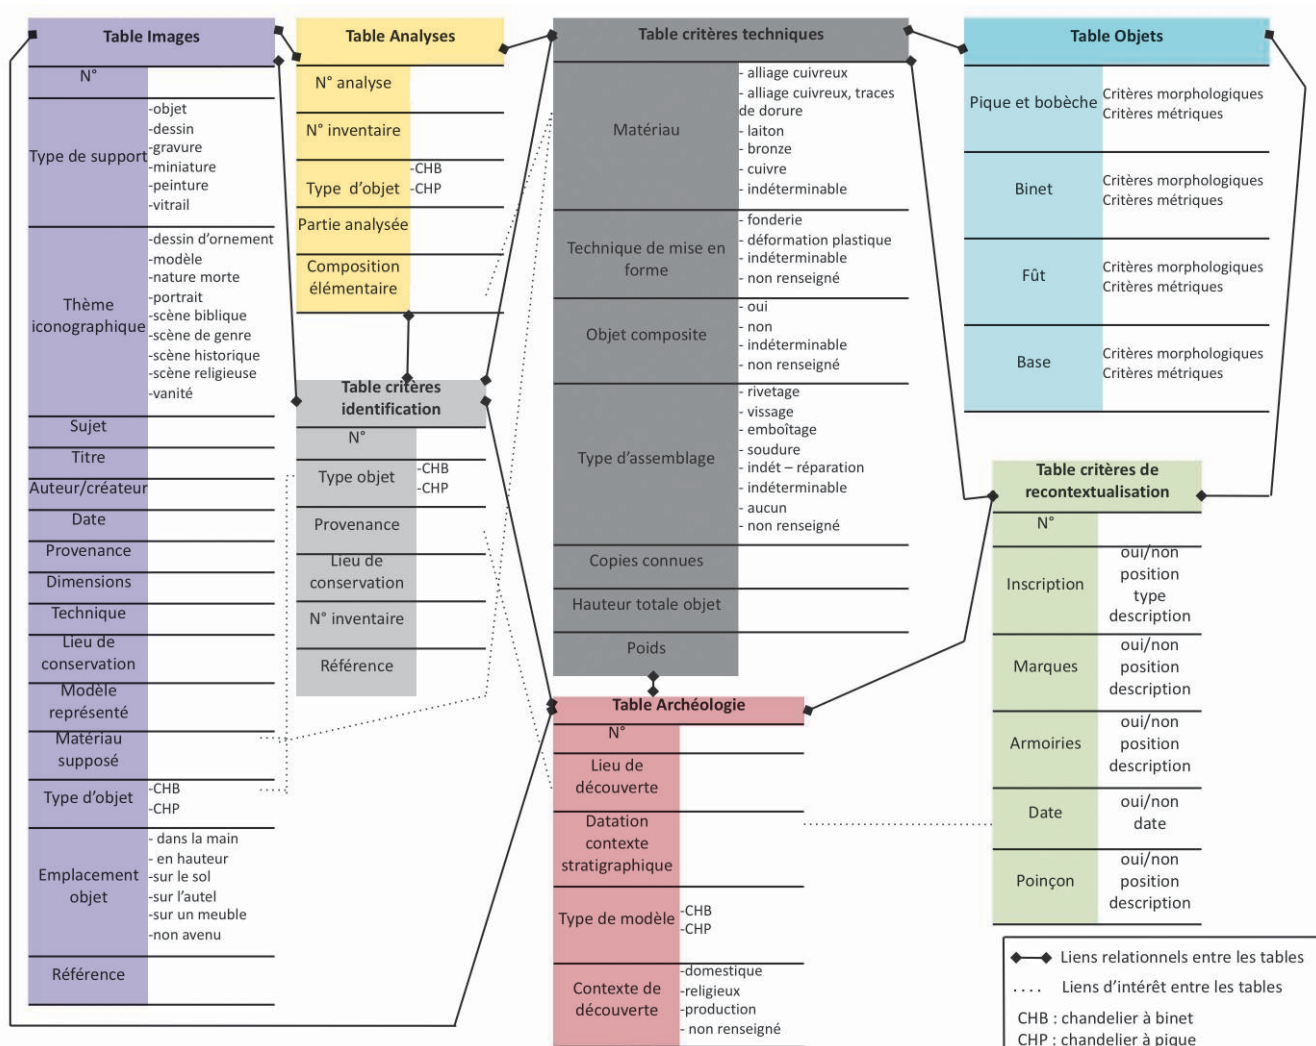 Table Images
N°
Type de support
-objet
-dessin
-gravure
-miniature
-peinture
-vitrail
Thème
iconographique
-dessin d'ornement
-modèle
-nature morte
-portrait
-scène biblique
-scène de genre
-scène historique
-scène religieuse
-vanité
Sujet
Titre
Auteur/créateur
Date
Provenance
Dimensions
Technique
Lieu de
conservation
Modèle
représenté
Matériau
supposé
Type d'objet
-CHB
-CHP
Emplacement
objet
- dans la main
- en hauteur
-sur le sol
-sur l'autel
-sur un meuble
-non avenu
Référence
Table Analyses
N° analyse
N° inventaire
Type d'objet
-CHB
-CHP
Partie analysée
Composition
élémentaire
Table critères
identification
N°
Type objet
-CHB
-CHP
Provenance
Lieu de
conservation
N° inventaire
Référence
Table critères techniques
Matériau
- alliage cuivreux
- alliage cuivreux, traces
de dorure
- laiton
- bronze
- cuivre
- indéterminable
Technique de mise en
forme
- fonderie
- déformation plastique
- indéterminable
- non renseigné
Objet composite
- oui
- non
- indéterminable
- non renseigné
Type d'assemblage
- rivetage
- vissage
- emboîtage
- soudure
- indét – réparation
- indéterminable
- aucun
- non renseigné
Copies connues
Hauteur totale objet
Poids
Table Archéologie
N°
Lieu de
découverte
Datation
contexte
stratigraphique
Type de modèle
-CHB
-CHP
Contexte de
découverte
-domestique
-religieux
-production
- non renseigné
Table Objets
Pique et bobèche
Critères morphologiques
Critères métriques
Binet
Critères morphologiques
Critères métriques
Fût
Critères morphologiques
Critères métriques
Base
Critères morphologiques
Critères métriques
Table critères de
recontextualisation
N°
Inscription
oui/non
position
type
description
Marques
oui/non
position
description
Armoiries
oui/non
position
description
Date
oui/non
date
Poinçon
oui/non
position
description
Liens relationnels entre les tables
Liens d'intérêt entre les tables
CHB : chandelier à binet
CHP : chandelier à pique